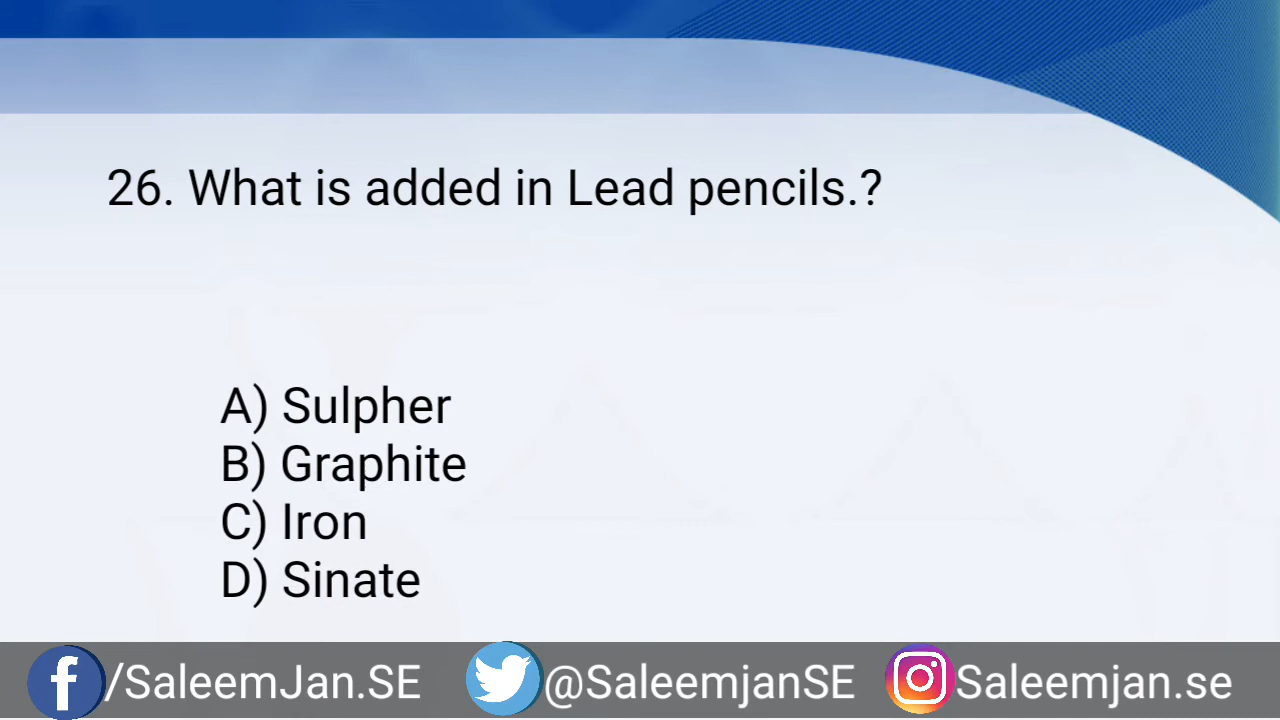 26. What is added in Lead pencils.?
A) Sulpher
B) Graphite
C) Iron
D) Sinate
/SaleemJan.SE @SaleemjanSE Saleemjan.se